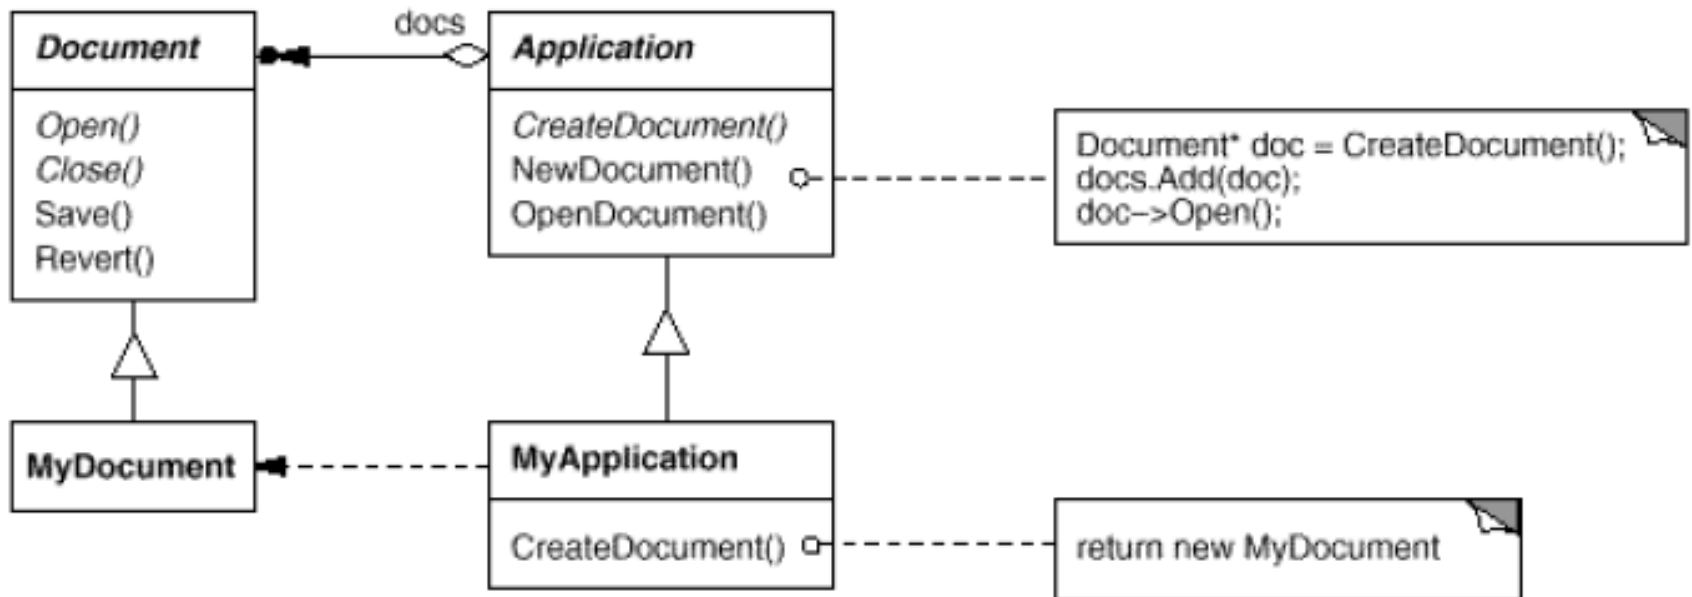 docs
Document
Open()
Close()
Save()
Revert()
Application
CreateDocument()
NewDocument()
OpenDocument()
Document* doc = CreateDocument();
docs.Add(doc);
doc–>Open();
MyDocument
MyApplication
CreateDocument()
return new MyDocument